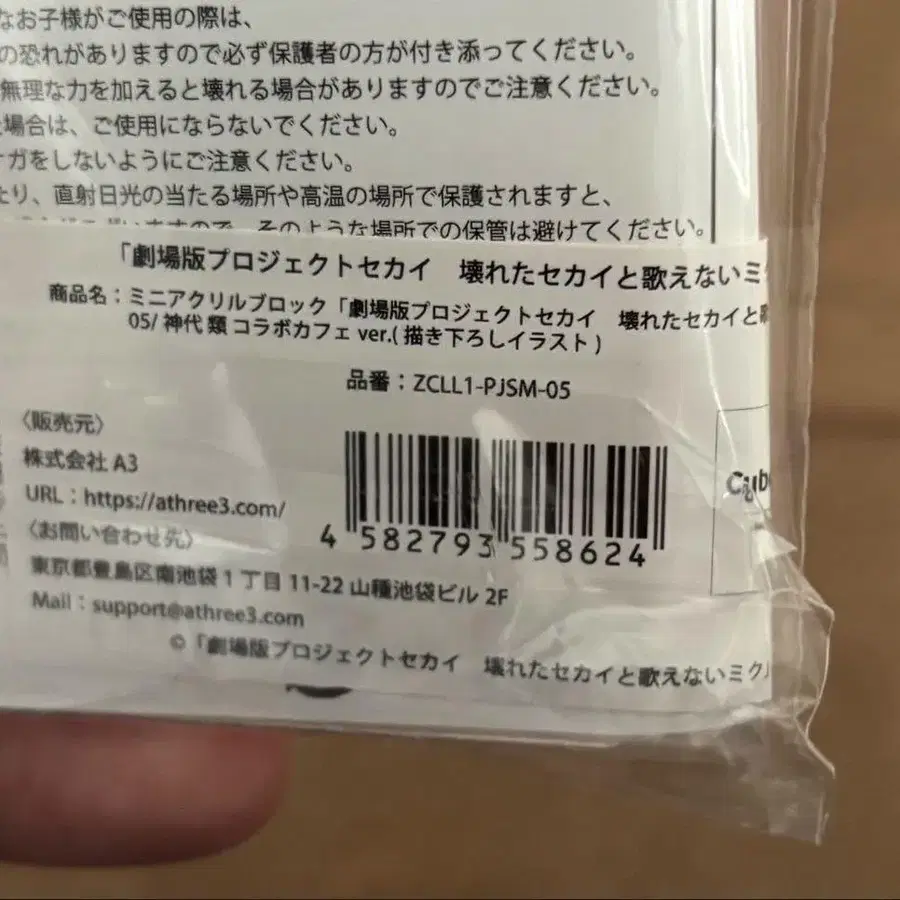 なお子様がご使用の際は、
の恐れがありますので必ず保護者の方が付き添ってください。
無理な力を加えると壊れる場合がありますのでご注意ください。
場合は、ご使用にならないでください。
ガをしないようにご注意ください。
たり、直射日光の当たる場所や高温の場所で保護されますと、
ますので、そのような場所での保管は避けてください。
「劇場版プロジェクトセカイ 壊れたセカイと歌えないミク
商品名:ミニアクリルブロック「劇場版プロジェクトセカイ 壊れたセカイと歌
05/ 神代 類 コラボカフェ ver.( 描き下ろしイラスト )
品番:ZCLL1-PJSM-05
〈販売元〉
株式会社 A3
URL:https://athree3.com/
〈お問い合わせ先〉
東京都豊島区南池袋 1 丁目 11-22 山種池袋ビル 2F
Mail:support@athree3.com
4 582793 558624
©「劇場版プロジェクトセカイ 壊れたセカイと歌えないミク